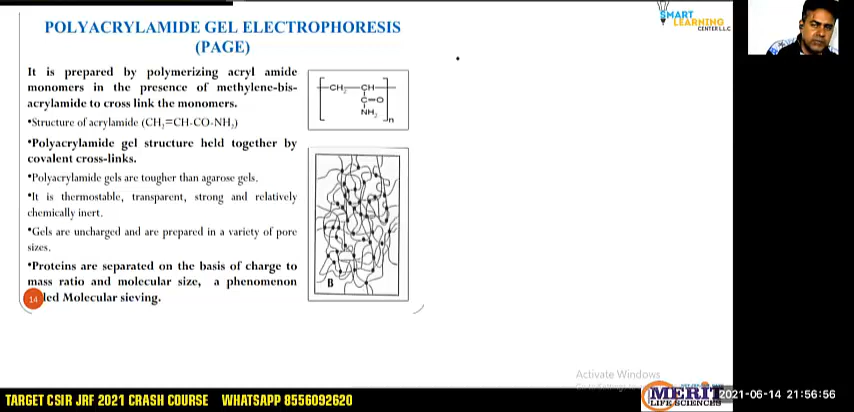 POLYACRYLAMIDE GEL ELECTROPHORESIS
(PAGE)
SMART
LEARNING
CENTER LLC
It is prepared by polymerizing acryl amide
monomers in the presence of methylene-bis-
acrylamide to cross link the monomers.
•Structure of acrylamide (CH₂=CH-CO-NH₂)
•Polyacrylamide gel structure held together by
covalent cross-links.
•Polyacrylamide gels are tougher than agarose gels.
•It is thermostable, transparent, strong and relatively
chemically inert.
•Gels are uncharged and are prepared in a variety of pore
sizes.
•Proteins are separated on the basis of charge to
mass ratio and molecular size, a phenomenon
14 led Molecular sieving.
CH₂—CH
C=O
NH₂
n
B
Activate Windows
MERIT
LIFE SCIENCES
2021-06-14 21:56:56
TARGET CSIR JRF 2021 CRASH COURSE WHATSAPP 8556092620